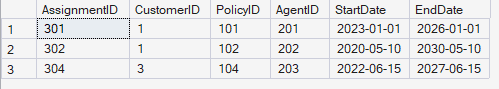 AssignmentID CustomerID PolicyID AgentID StartDate EndDate
1 301 1 101 201 2023-01-01 2026-01-01
2 302 1 102 202 2020-05-10 2030-05-10
3 304 3 104 203 2022-06-15 2027-06-15